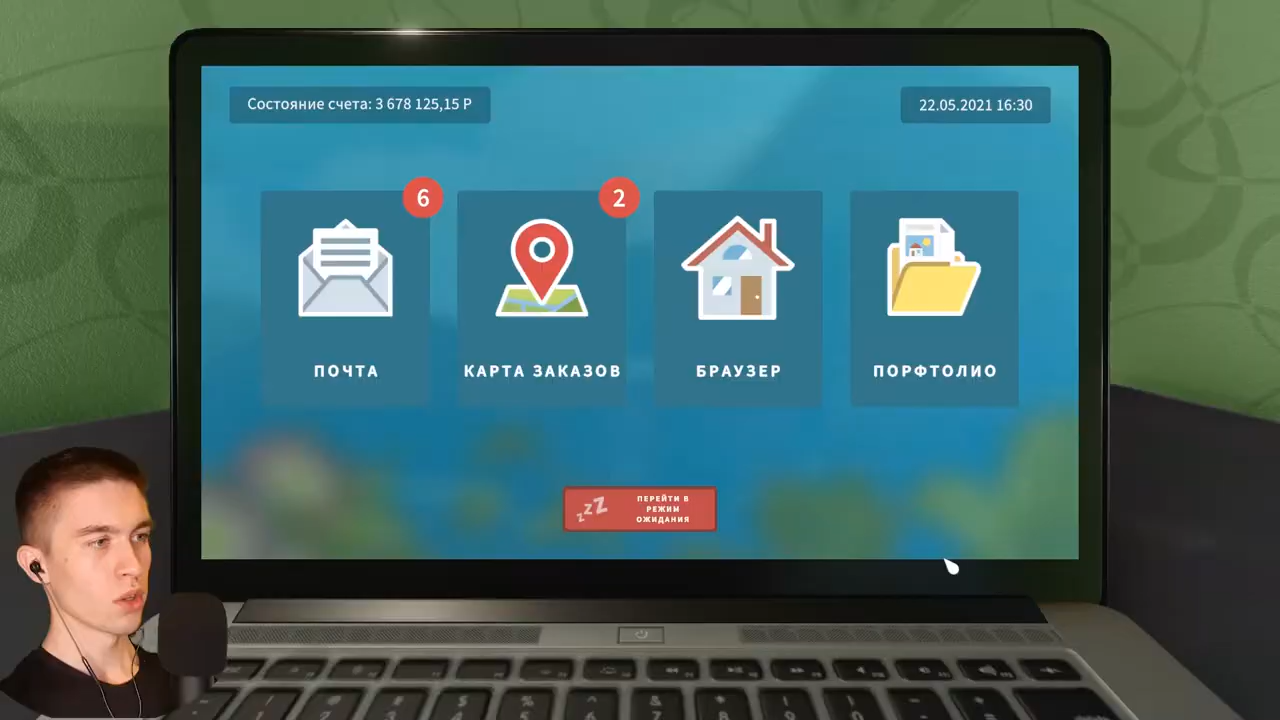 Состояние счета: 3 678 125,15 Р
22.05.2021 16:30
6
2
ПОЧТА
КАРТА ЗАКАЗОВ
БРАУЗЕР
ПОРФТОЛИО
zzZ
ПЕРЕЙТИ В
РЕЖИМ
ОЖИДАНИЯ